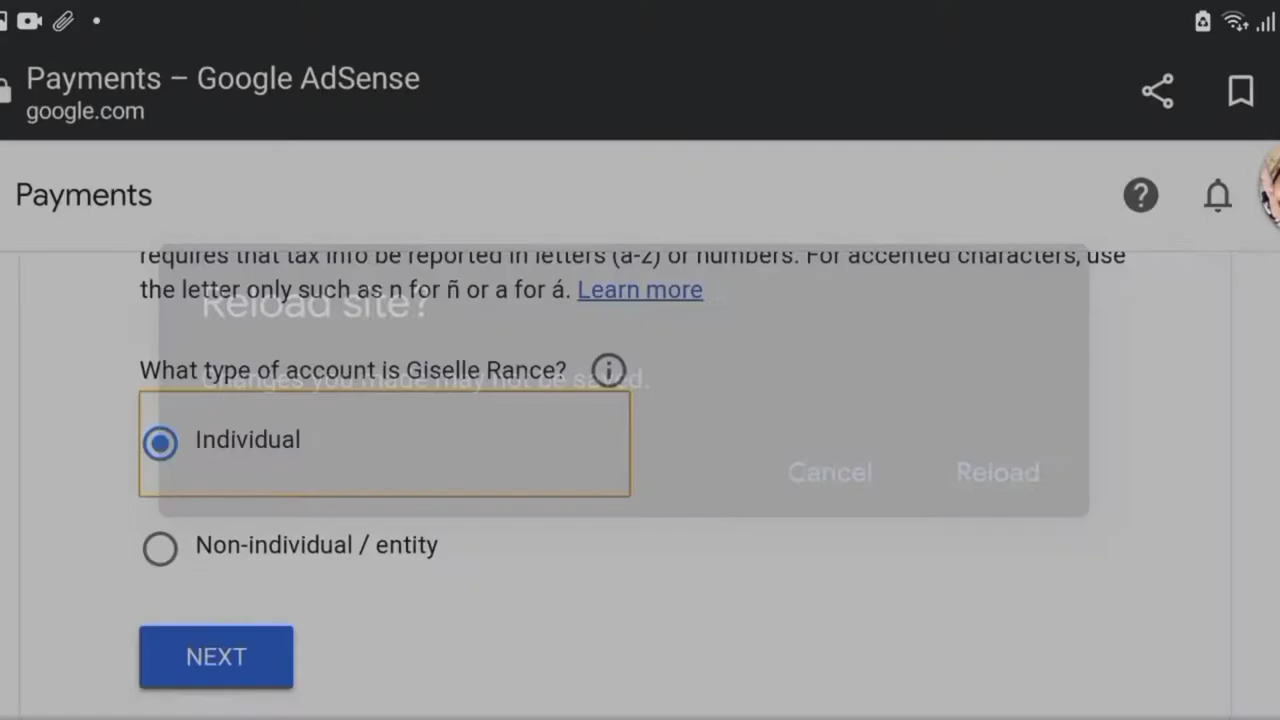 Payments – Google AdSense
google.com
Payments
requires that tax info be reported in letters (a-z) or numbers. For accented characters, use
the letter only such as n for ñ or a for á. Learn more
Reload site?
What type of account is Giselle Rance?
Changes you made may not be saved.
Individual
Cancel
Reload
Non-individual / entity
NEXT